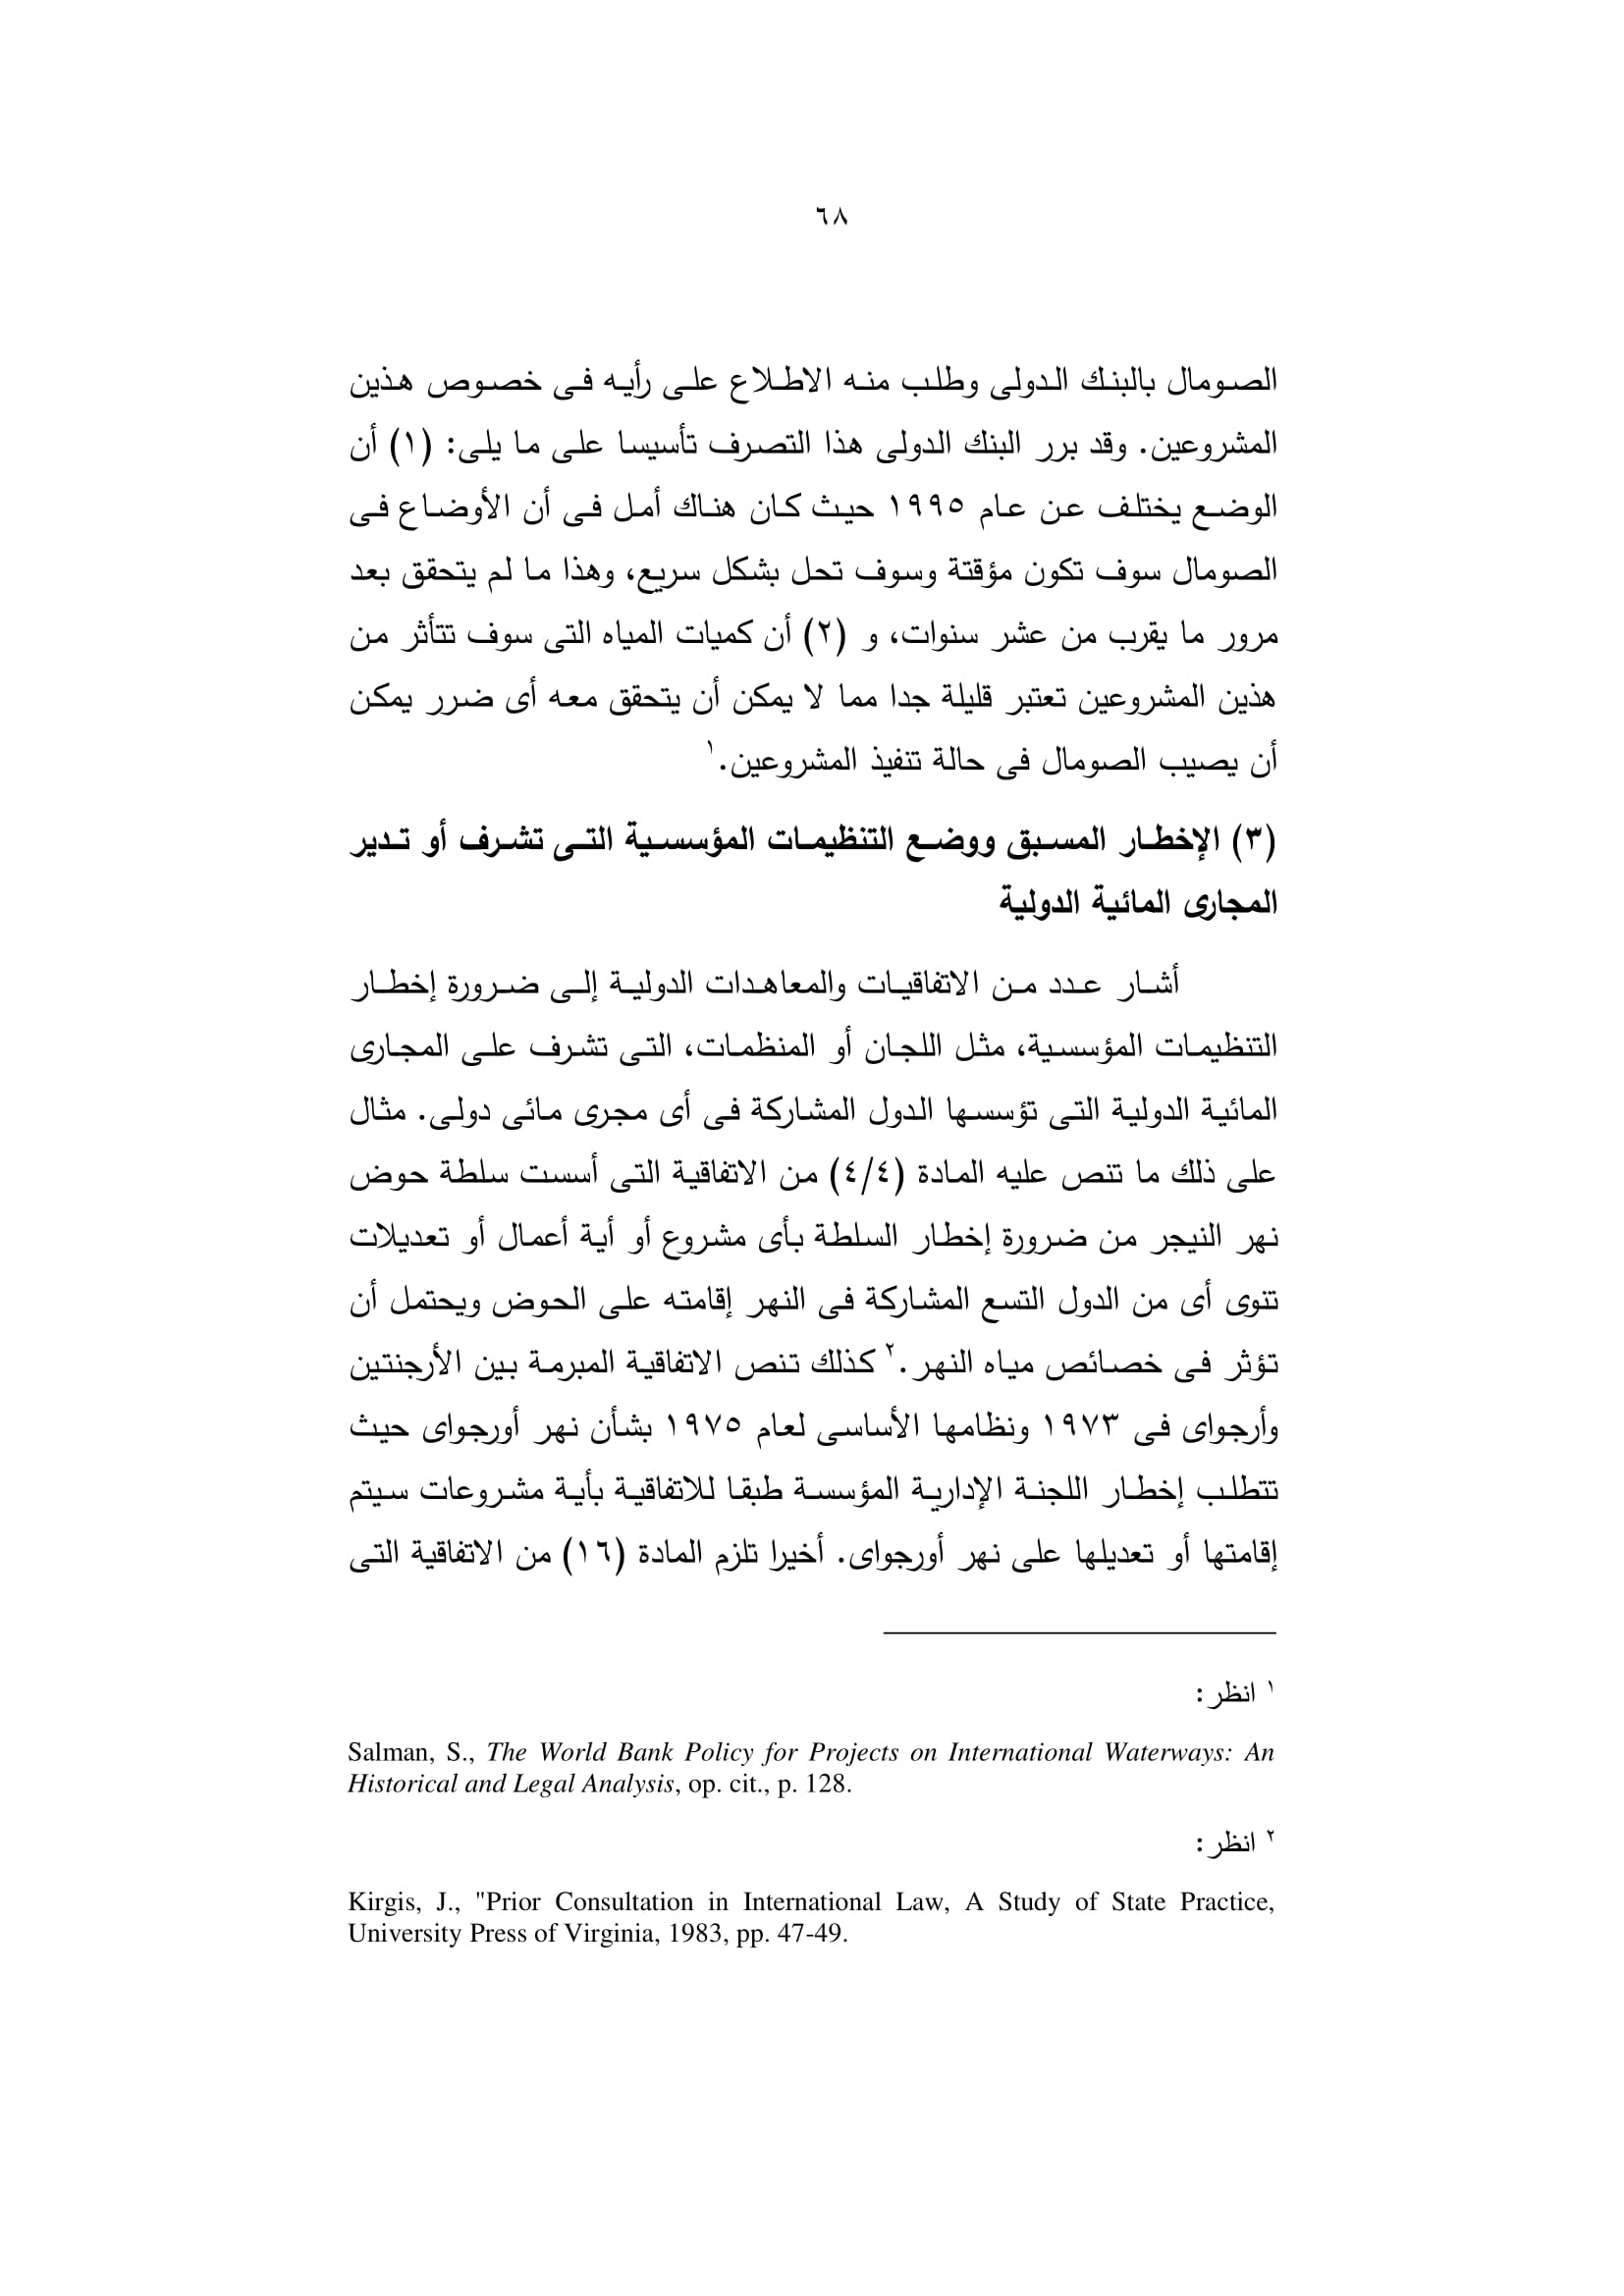 ٦٨
الصومال بالبنك الدولى وطلب منه الاطلاع على رأيه فى خصوص هذين
المشروعين. وقد برر البنك الدولى هذا التصرف تأسيسا على ما يلى: (١) أن
الوضع يختلف عن عام ١٩٩٥ حيث كان هناك أمل فى أن الأوضاع فى
الصومال سوف تكون مؤقتة وسوف تحل بشكل سريع، وهذا ما لم يتحقق بعد
مرور ما يقرب من عشر سنوات، و (٢) أن كميات المياه التى سوف تتأثر من
هذين المشروعين تعتبر قليلة جدا مما لا يمكن أن يتحقق معه أى ضرر يمكن
أن يصيب الصومال فى حالة تنفيذ المشروعين.١
(٣) الإخطار المسبق ووضع التنظيمات المؤسسية التى تشرف أو تدير
المجارى المائية الدولية
أشار عدد من الاتفاقيات والمعاهدات الدولية إلى ضرورة إخطار
التنظيمات المؤسسية، مثل اللجان أو المنظمات، التى تشرف على المجارى
المائية الدولية التى تؤسسها الدول المشاركة فى أى مجرى مائى دولى. مثال
على ذلك ما تنص عليه المادة (٤/٤) من الاتفاقية التى أسست سلطة حوض
نهر النيجر من ضرورة إخطار السلطة بأى مشروع أو أية أعمال أو تعديلات
تنوى أى من الدول التسع المشاركة فى النهر إقامته على الحوض ويحتمل أن
تؤثر فى خصائص مياه النهر.٢ كذلك تنص الاتفاقية المبرمة بين الأرجنتين
وأرجواى فى ١٩٧٣ ونظامها الأساسى لعام ١٩٧٥ بشأن نهر أورجواى حيث
تتطلب إخطار اللجنة الإدارية المؤسسة طبقا للاتفاقية بأية مشروعات سيتم
إقامتها أو تعديلها على نهر أورجواى. أخيرا تلزم المادة (١٦) من الاتفاقية التى
١ انظر:
Salman, S., The World Bank Policy for Projects on International Waterways: An
Historical and Legal Analysis, op. cit., p. 128.
٢ انظر:
Kirgis, J., "Prior Consultation in International Law, A Study of State Practice,
University Press of Virginia, 1983, pp. 47-49.